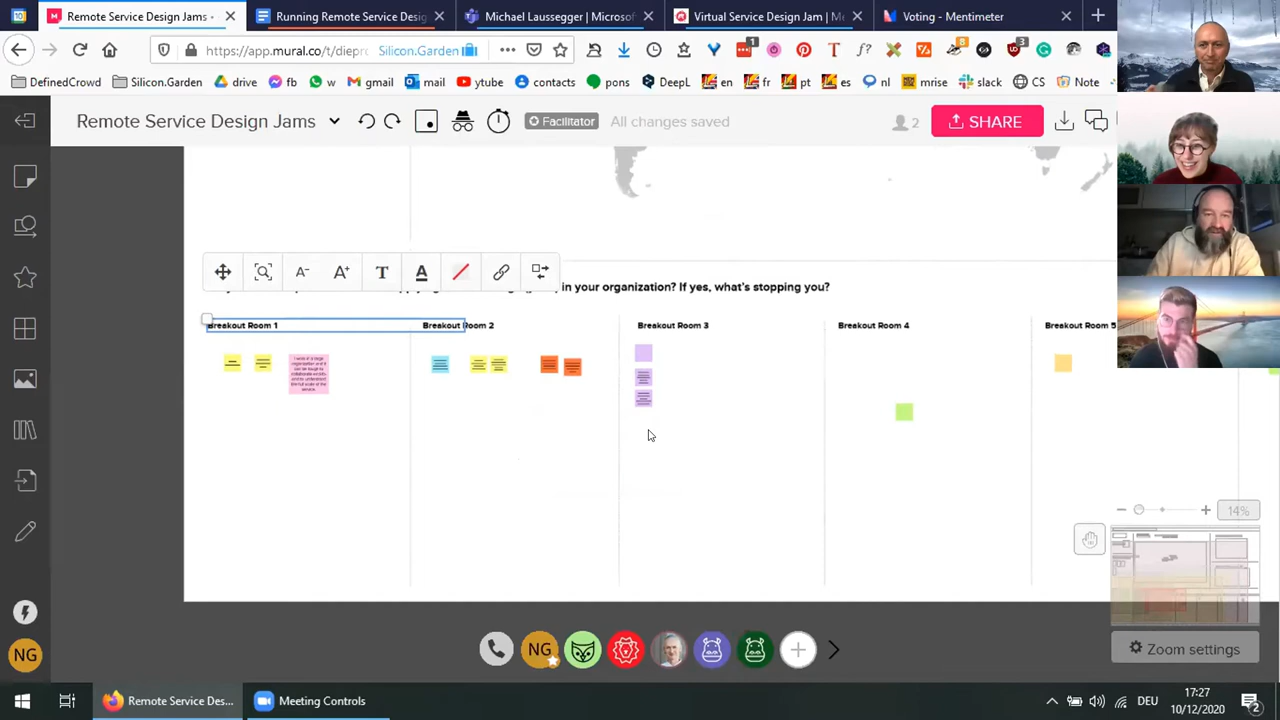 Remote Service Design Jams -
Running Remote Service Desig
Michael Laussegger | Microsof
Virtual Service Design Jam | Me
Voting - Mentimeter
https://app.mural.co/t/diepro
Silicon.Garden
DefinedCrowd
Silicon.Garden
drive
fb
w
gmail
mail
ytube
contacts
pons
DeepL
en
fr
pt
es
nl
mrise
slack
CS
Note
Remote Service Design Jams
Facilitator
All changes saved
2
SHARE
in your organization? If yes, what's stopping you?
Breakout Room 1
Breakout Room 2
Breakout Room 3
Breakout Room 4
Breakout Room 5
14%
Zoom settings
NG
NG
Remote Service Des...
Meeting Controls
DEU
17:27
10/12/2020